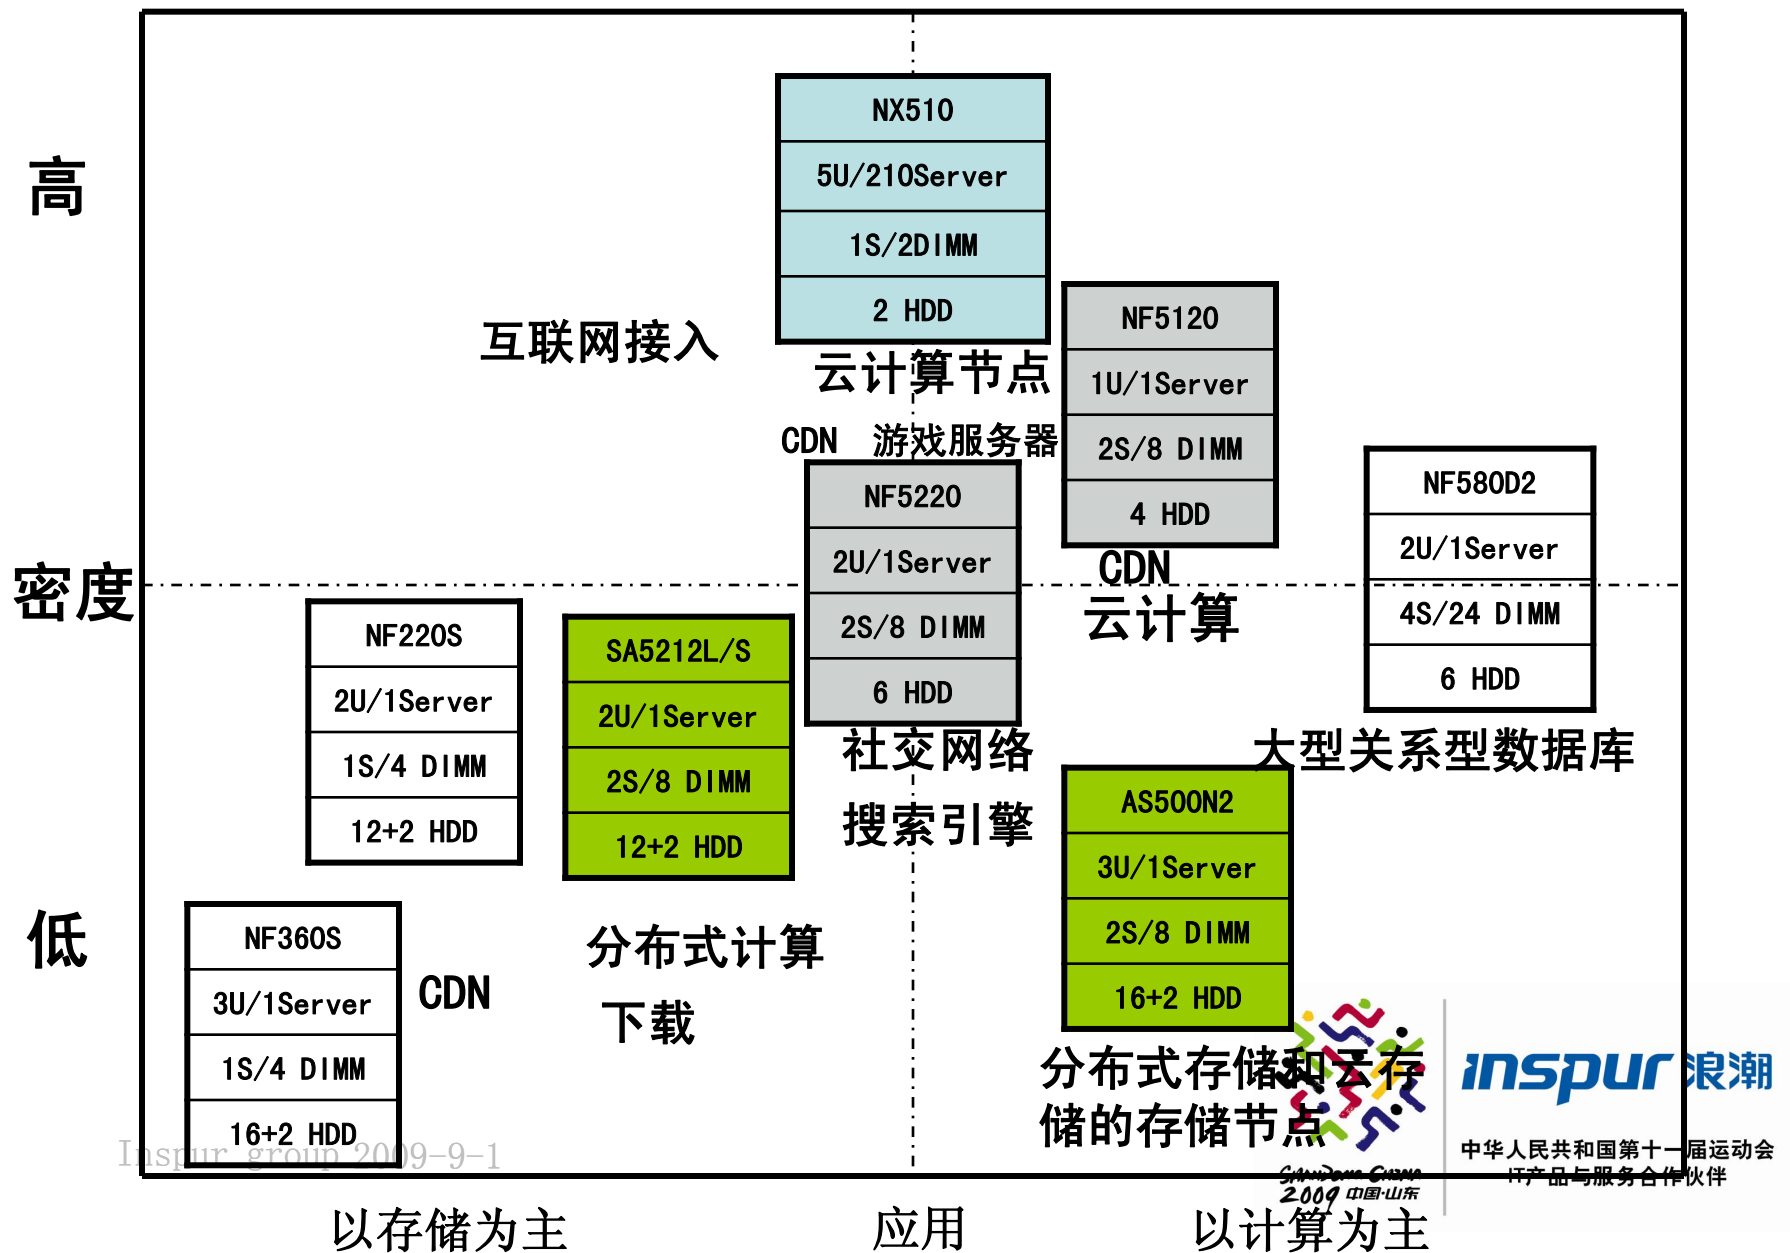 高
NX510
5U/210Server
1S/2DIMM
2 HDD
互联网接入
云计算节点
NF5120
1U/1Server
2S/8 DIMM
4 HDD
CDN 游戏服务器
NF5220
2U/1Server
2S/8 DIMM
6 HDD
CDN
云计算
NF580D2
2U/1Server
4S/24 DIMM
6 HDD
密度
NF220S
2U/1Server
1S/4 DIMM
12+2 HDD
SA5212L/S
2U/1Server
2S/8 DIMM
12+2 HDD
社交网络
搜索引擎
大型关系型数据库
AS500N2
3U/1Server
2S/8 DIMM
16+2 HDD
低
NF360S
3U/1Server
1S/4 DIMM
16+2 HDD
CDN
分布式计算
下载
分布式存储和云存
储的存储节点
inspur 浪潮
中华人民共和国第十一届运动会
IT产品与服务合作伙伴
Shandong China
2009 中国·山东
Inspur group 2009-9-1
以存储为主
应用
以计算为主